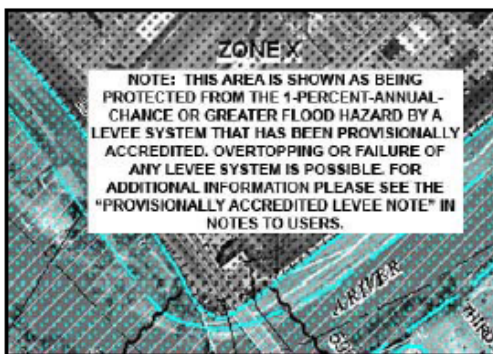 ZONE X
NOTE: THIS AREA IS SHOWN AS BEING
PROTECTED FROM THE 1-PERCENT-ANNUAL-
CHANCE OR GREATER FLOOD HAZARD BY A
LEVEE SYSTEM THAT HAS BEEN PROVISIONALLY
ACCREDITED. OVERTOPPING OR FAILURE OF
ANY LEVEE SYSTEM IS POSSIBLE. FOR
ADDITIONAL INFORMATION PLEASE SEE THE
“PROVISIONALLY ACCREDITED LEVEE NOTE” IN
NOTES TO USERS.
A RIVER
THIRD